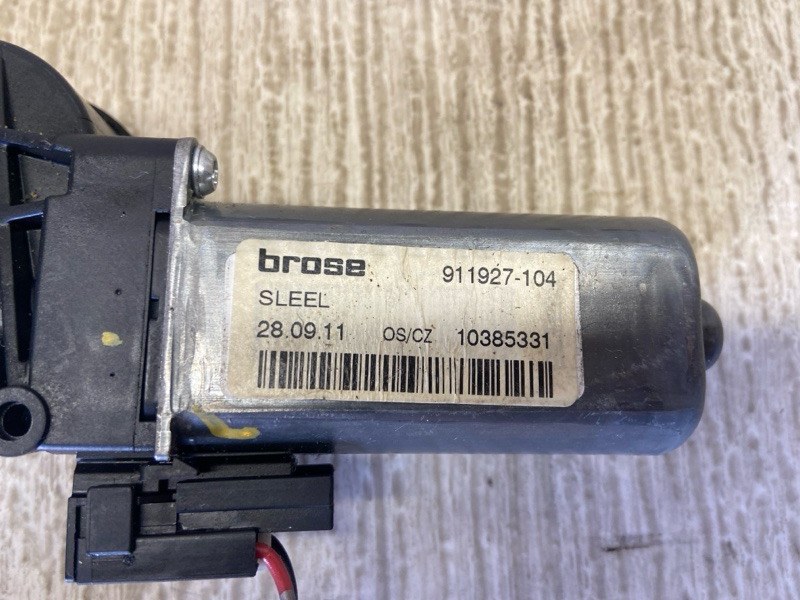 brose 911927-104
SLEEL
28.09.11 OS/CZ 10385331